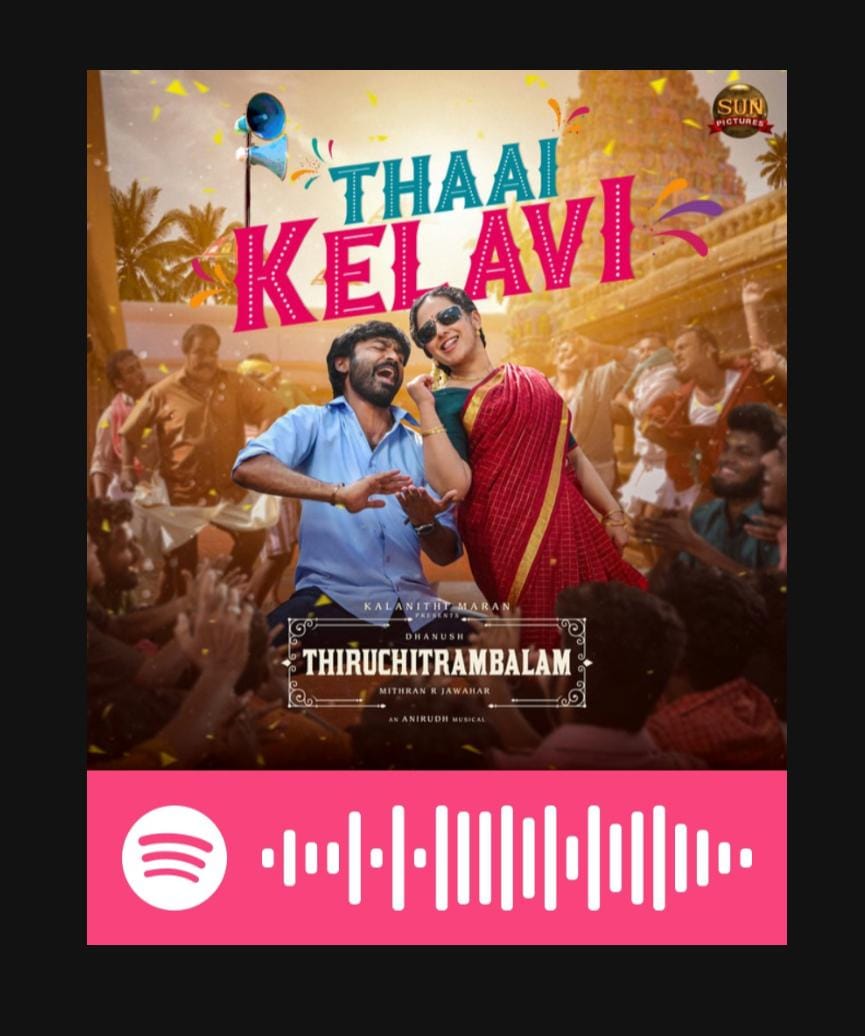 SUN
PICTURES
THAAI
KELAVI
KALANITHI MARAN
PRESENTS
DHANUSH
THIRUCHITRAMBALAM
MITHRAN R JAWAHAR
AN ANIRUDH MUSICAL